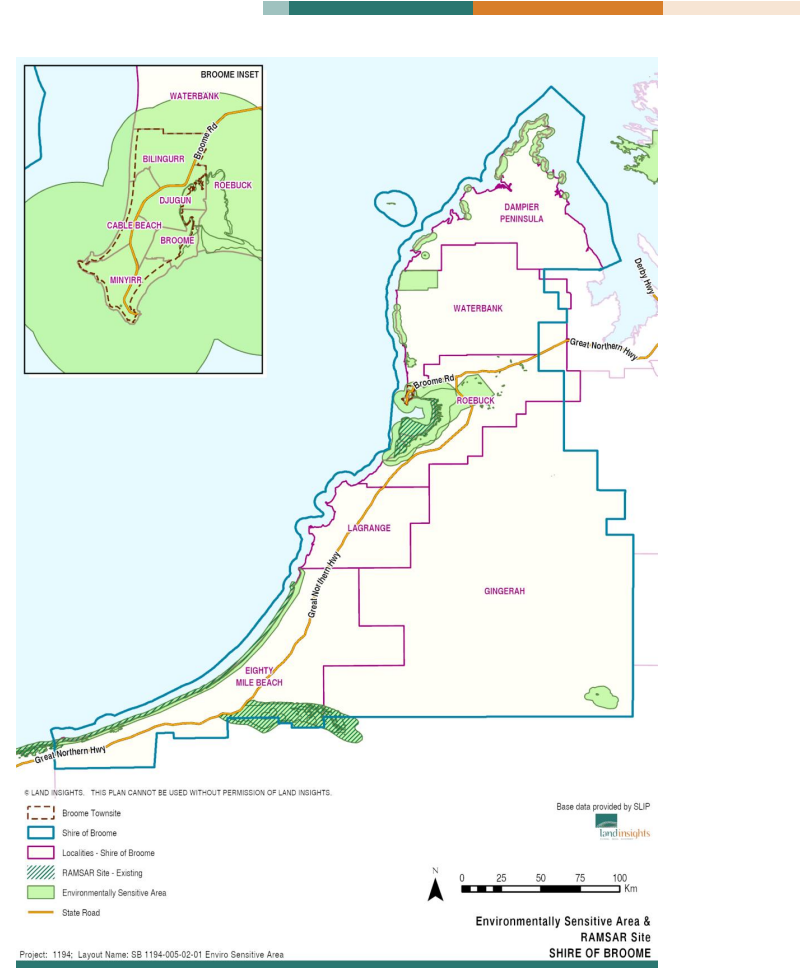 BROOME INSET
WATERBANK
Broome Rd
BILINGURR
ROEBUCK
DJUGUN
CABLE BEACH
BROOME
MINYIRR
DAMPIER
PENINSULA
Derby Hwy
WATERBANK
Great Northern Hwy
Broome Rd
ROEBUCK
LAGRANGE
Great Northern Hwy
GINGERAH
EIGHTY
MILE BEACH
Great Northern Hwy
© LAND INSIGHTS. THIS PLAN CANNOT BE USED WITHOUT PERMISSION OF LAND INSIGHTS.
Broome Townsite
Shire of Broome
Localities - Shire of Broome
RAMSAR Site - Existing
Environmentally Sensitive Area
State Road
Base data provided by SLIP
landinsights
N
0 25 50 75 100
Km
Environmentally Sensitive Area &
RAMSAR Site
SHIRE OF BROOME
Project: 1194; Layout Name: SB 1194-005-02-01 Enviro Sensitive Area